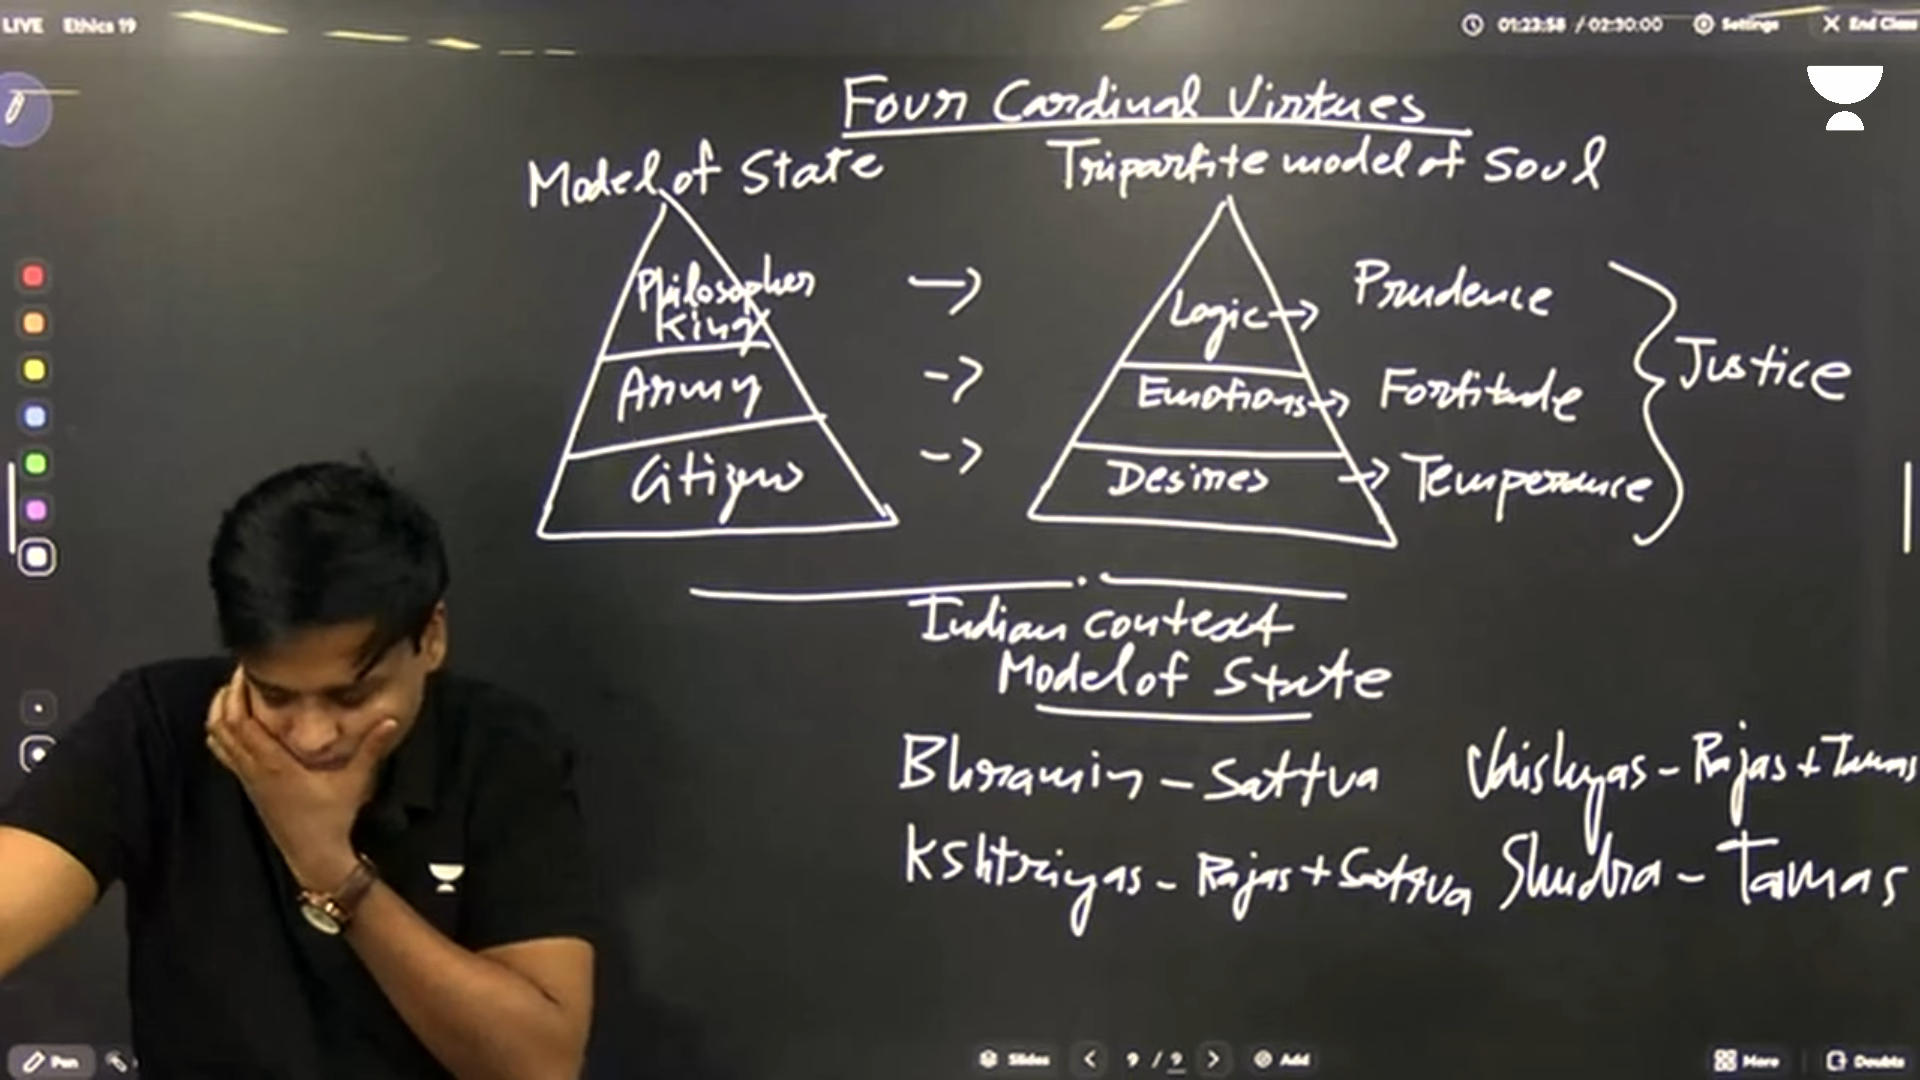 LIVE Ethics 19
01:23:58 / 02:30:00 Settings End Class
Four Cardinal Virtues
Model of State
Tripartite model of Soul
Philosopher
King
Army
Citizens
Logic → Prudence
Emotions → Fortitude
Desires → Temperance
Justice
Indian context
Model of State
Bhramin - Sattva
Vaishyas - Rajas + Tamas
Kshtriyas - Rajas + Sattva
Shudra - Tamas
Pen
Slides < 9 / 9 > Add
More Doubts